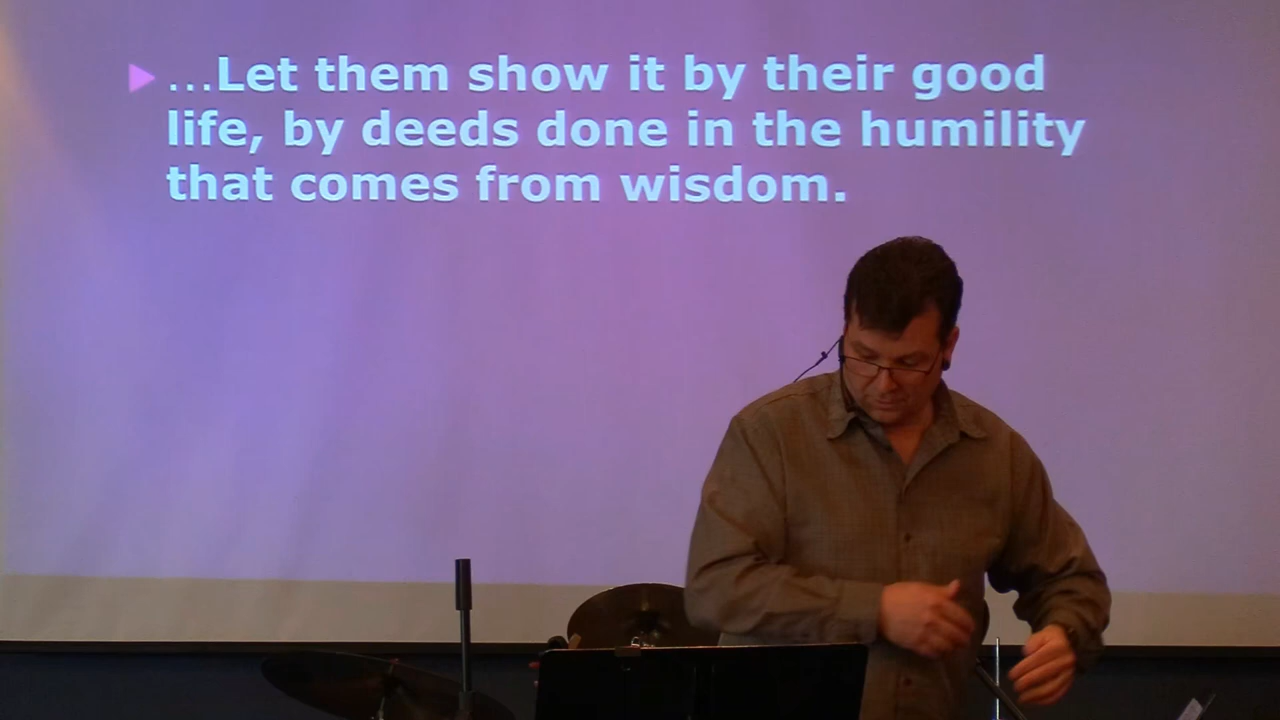 ...Let them show it by their good
life, by deeds done in the humility
that comes from wisdom.